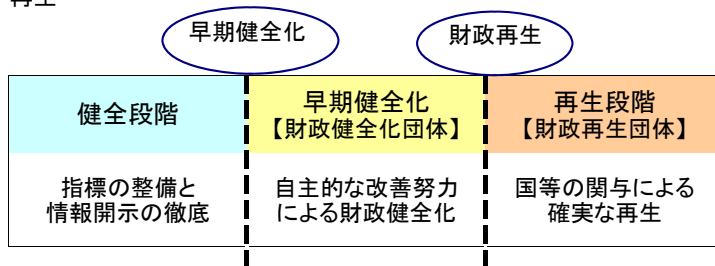 早期健全化
財政再生
健全段階
早期健全化
【財政健全化団体】
再生段階
【財政再生団体】
指標の整備と
情報開示の徹底
自主的な改善努力
による財政健全化
国等の関与による
確実な再生